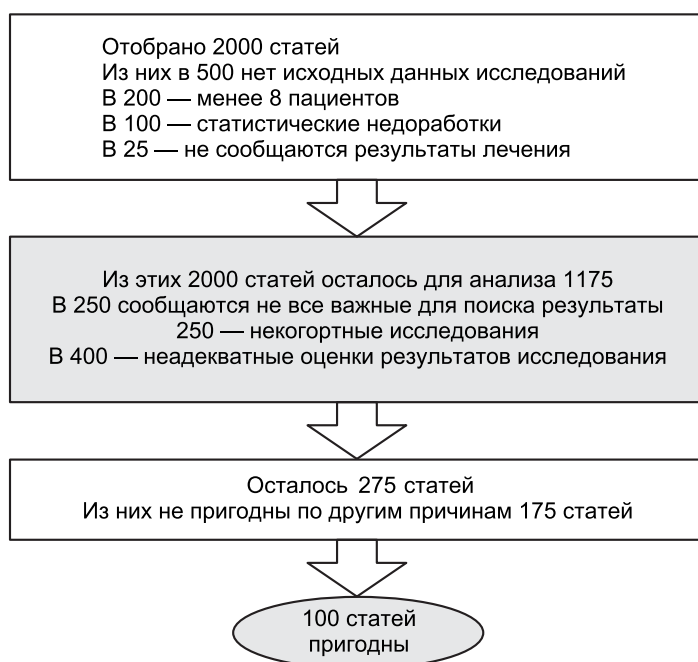 Отобрано 2000 статей
Из них в 500 нет исходных данных исследований
В 200 — менее 8 пациентов
В 100 — статистические недоработки
В 25 — не сообщаются результаты лечения
Из этих 2000 статей осталось для анализа 1175
В 250 сообщаются не все важные для поиска результаты
250 — некогортные исследования
В 400 — неадекватные оценки результатов исследования
Осталось 275 статей
Из них не пригодны по другим причинам 175 статей
100 статей
пригодны